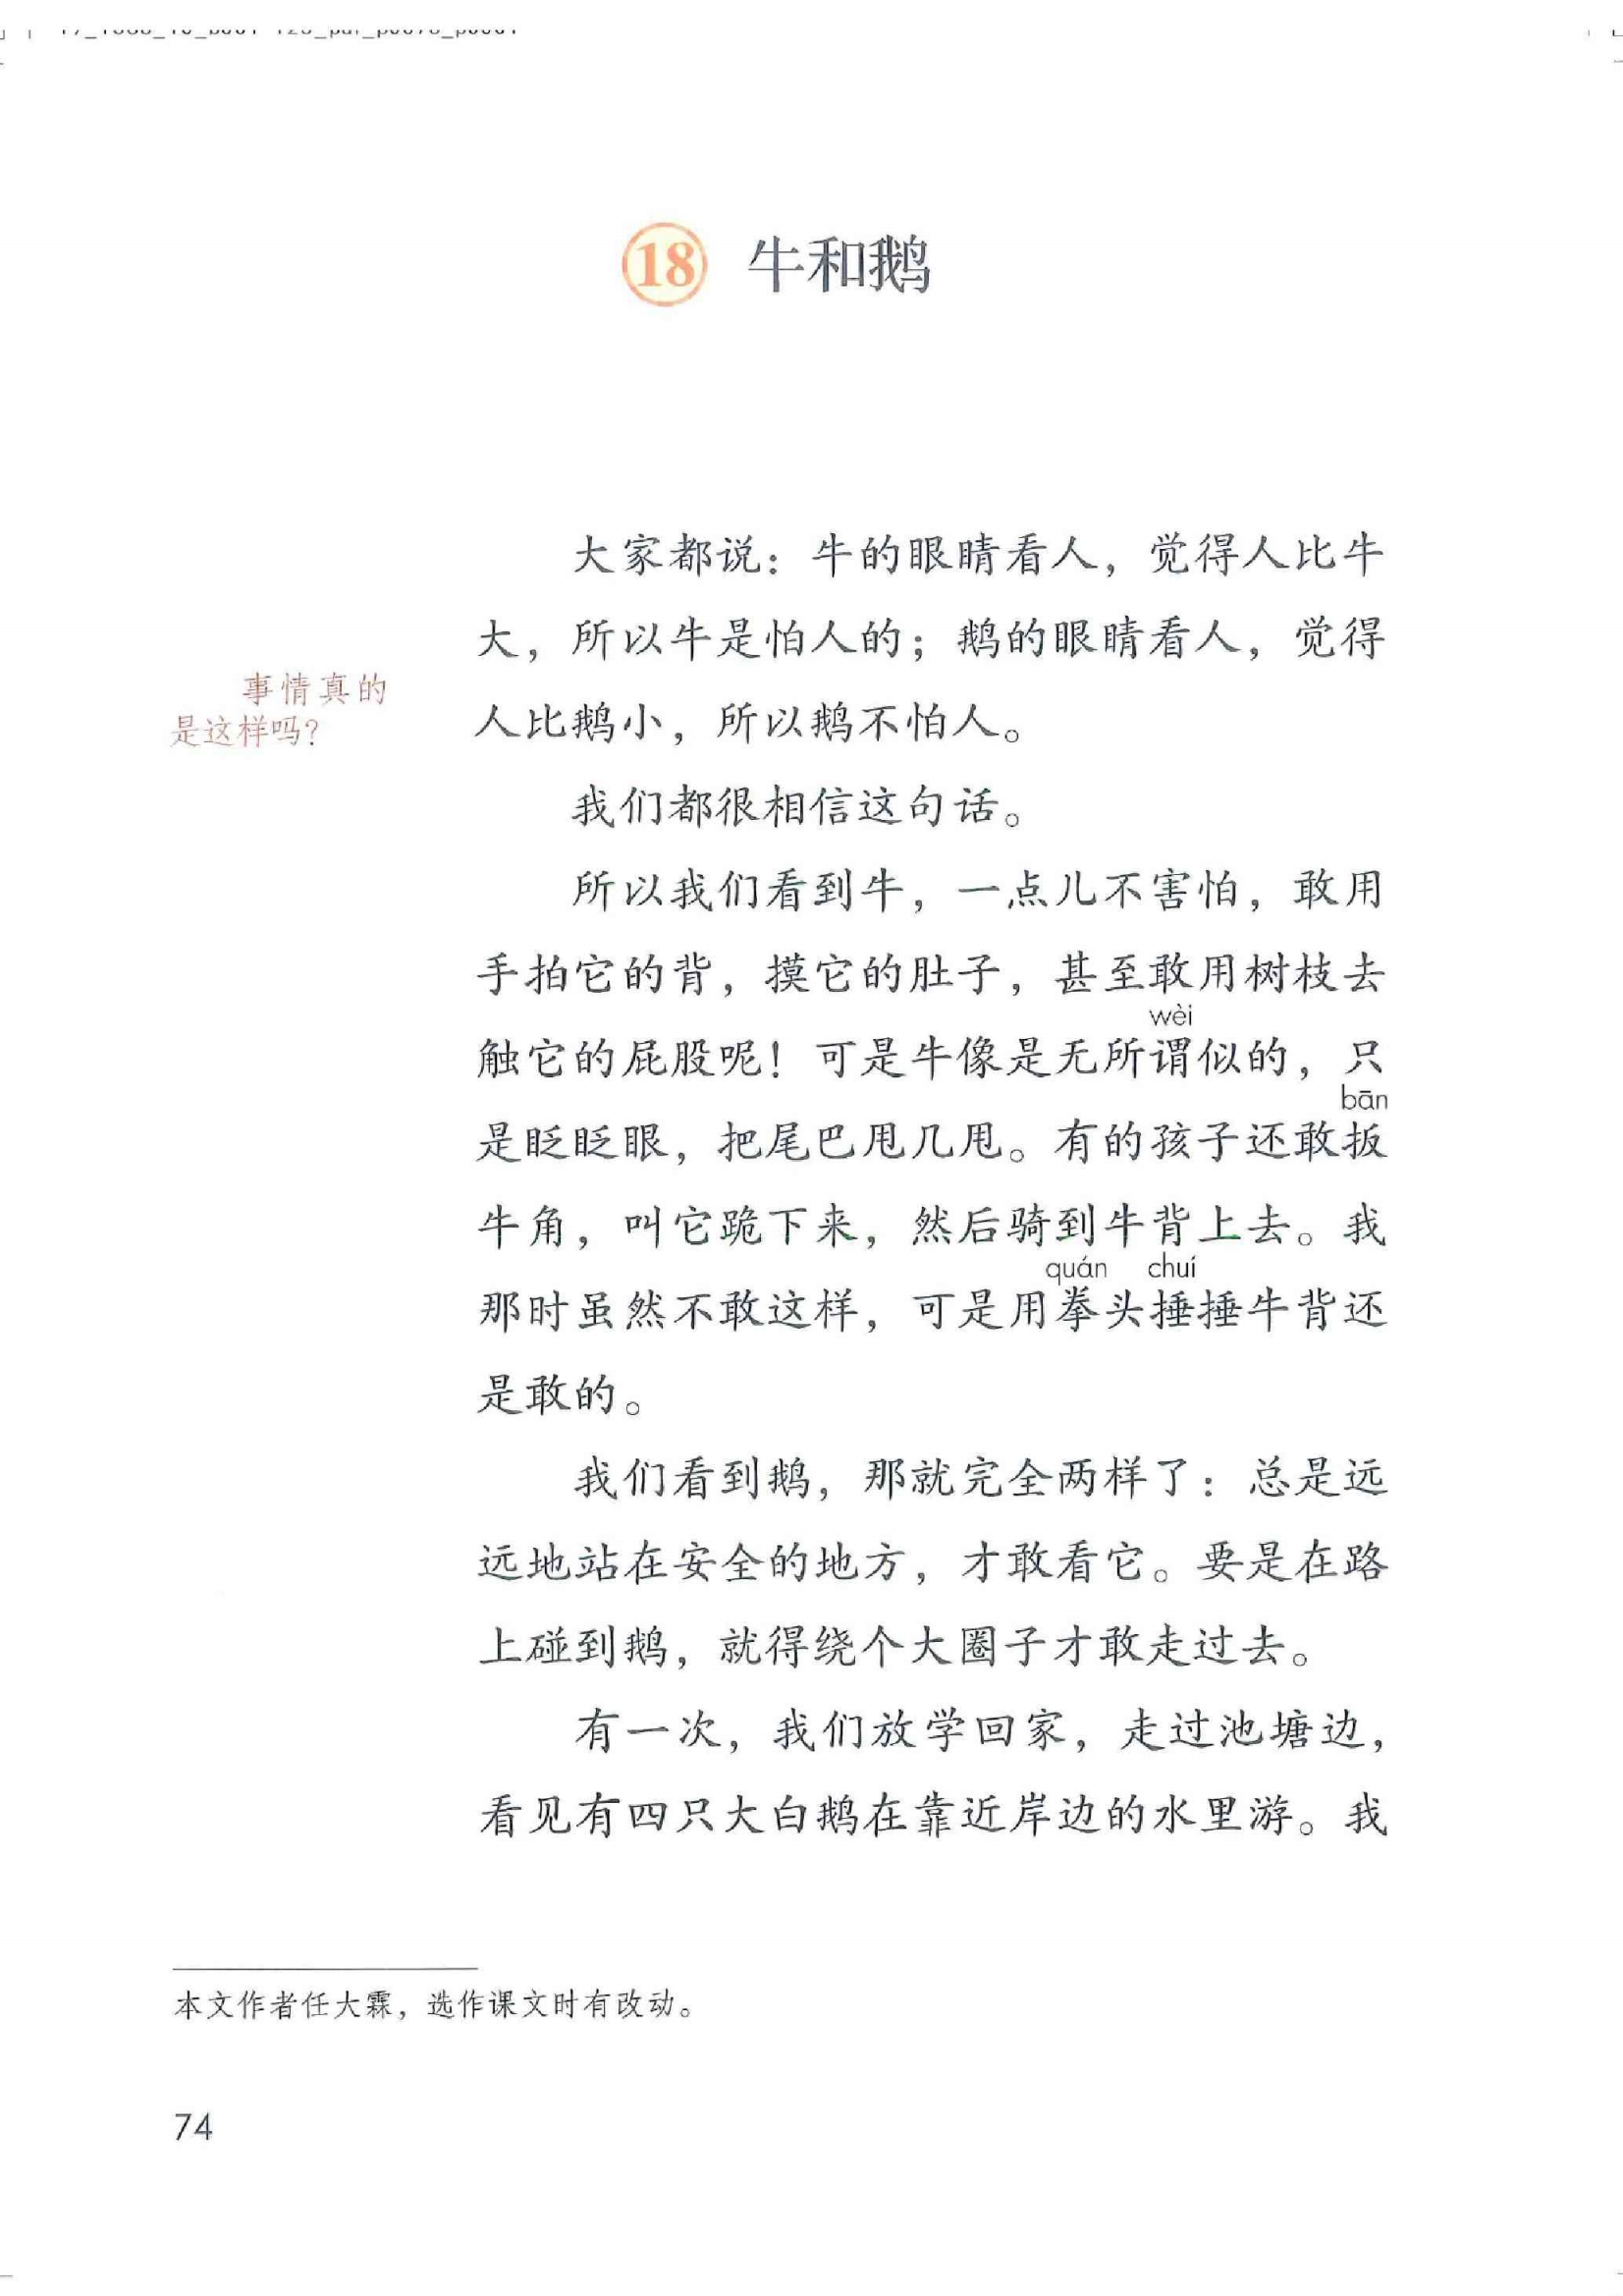 18 牛和鹅
大家都说：牛的眼睛看人，觉得人比牛
大，所以牛是怕人的；鹅的眼睛看人，觉得
人比鹅小，所以鹅不怕人。
事情真的
是这样吗？
我们都很相信这句话。
所以我们看到牛，一点儿不害怕，敢用
手拍它的背，摸它的肚子，甚至敢用树枝去
wèi
触它的屁股呢！可是牛像是无所谓似的，只
bān
是眨眨眼，把尾巴甩几甩。有的孩子还敢扳
牛角，叫它跪下来，然后骑到牛背上去。我
quán chuí
那时虽然不敢这样，可是用拳头捶捶牛背还
是敢的。
我们看到鹅，那就完全两样了：总是远
远地站在安全的地方，才敢看它。要是在路
上碰到鹅，就得绕个大圈子才敢走过去。
有一次，我们放学回家，走过池塘边，
看见有四只大白鹅在靠近岸边的水里游。我
本文作者任大霖，选作课文时有改动。
74